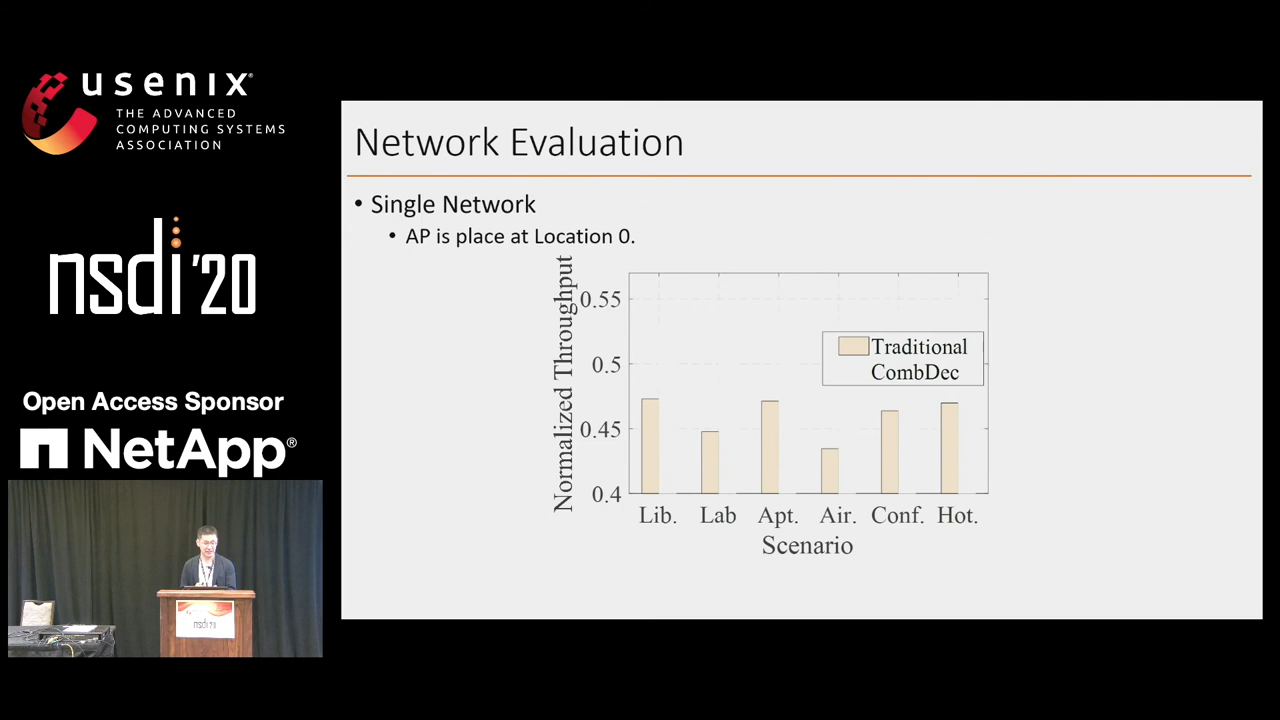 usenix®
THE ADVANCED
COMPUTING SYSTEMS
ASSOCIATION
nsdi '20
Open Access Sponsor
NetApp®
nsdi '20
Network Evaluation
• Single Network
• AP is place at Location 0.
Normalized Throughput
0.55
0.5
0.45
0.4
Traditional
CombDec
Lib. Lab Apt. Air. Conf. Hot.
Scenario